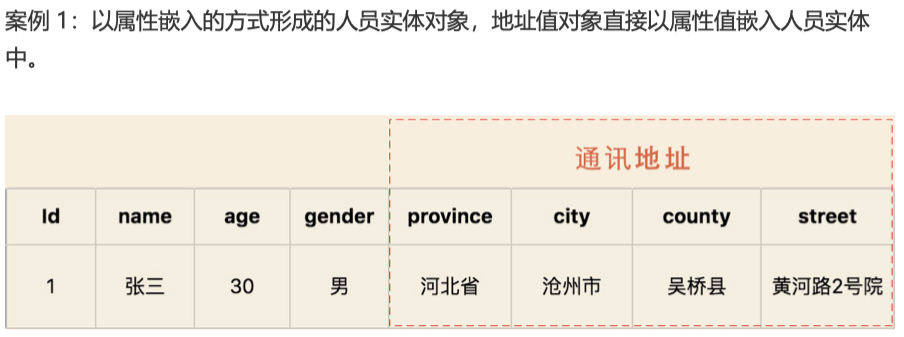 案例 1：以属性嵌入的方式形成的人员实体对象，地址值对象直接以属性值嵌入人员实体
中。
通讯地址
Id name age gender province city county street
1 张三 30 男 河北省 沧州市 吴桥县 黄河路2号院